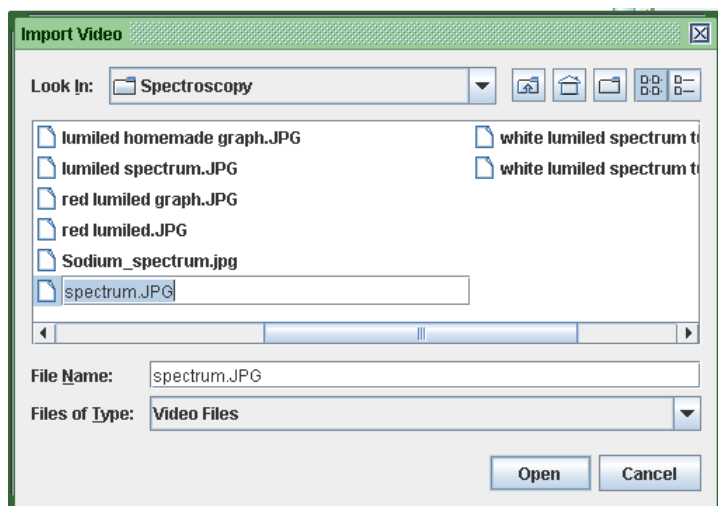 Import Video
Look In: Spectroscopy
lumiled homemade graph.JPG
lumiled spectrum.JPG
red lumiled graph.JPG
red lumiled.JPG
Sodium_spectrum.jpg
spectrum.JPG
white lumiled spectrum
white lumiled spectrum
File Name: spectrum.JPG
Files of Type: Video Files
Open Cancel